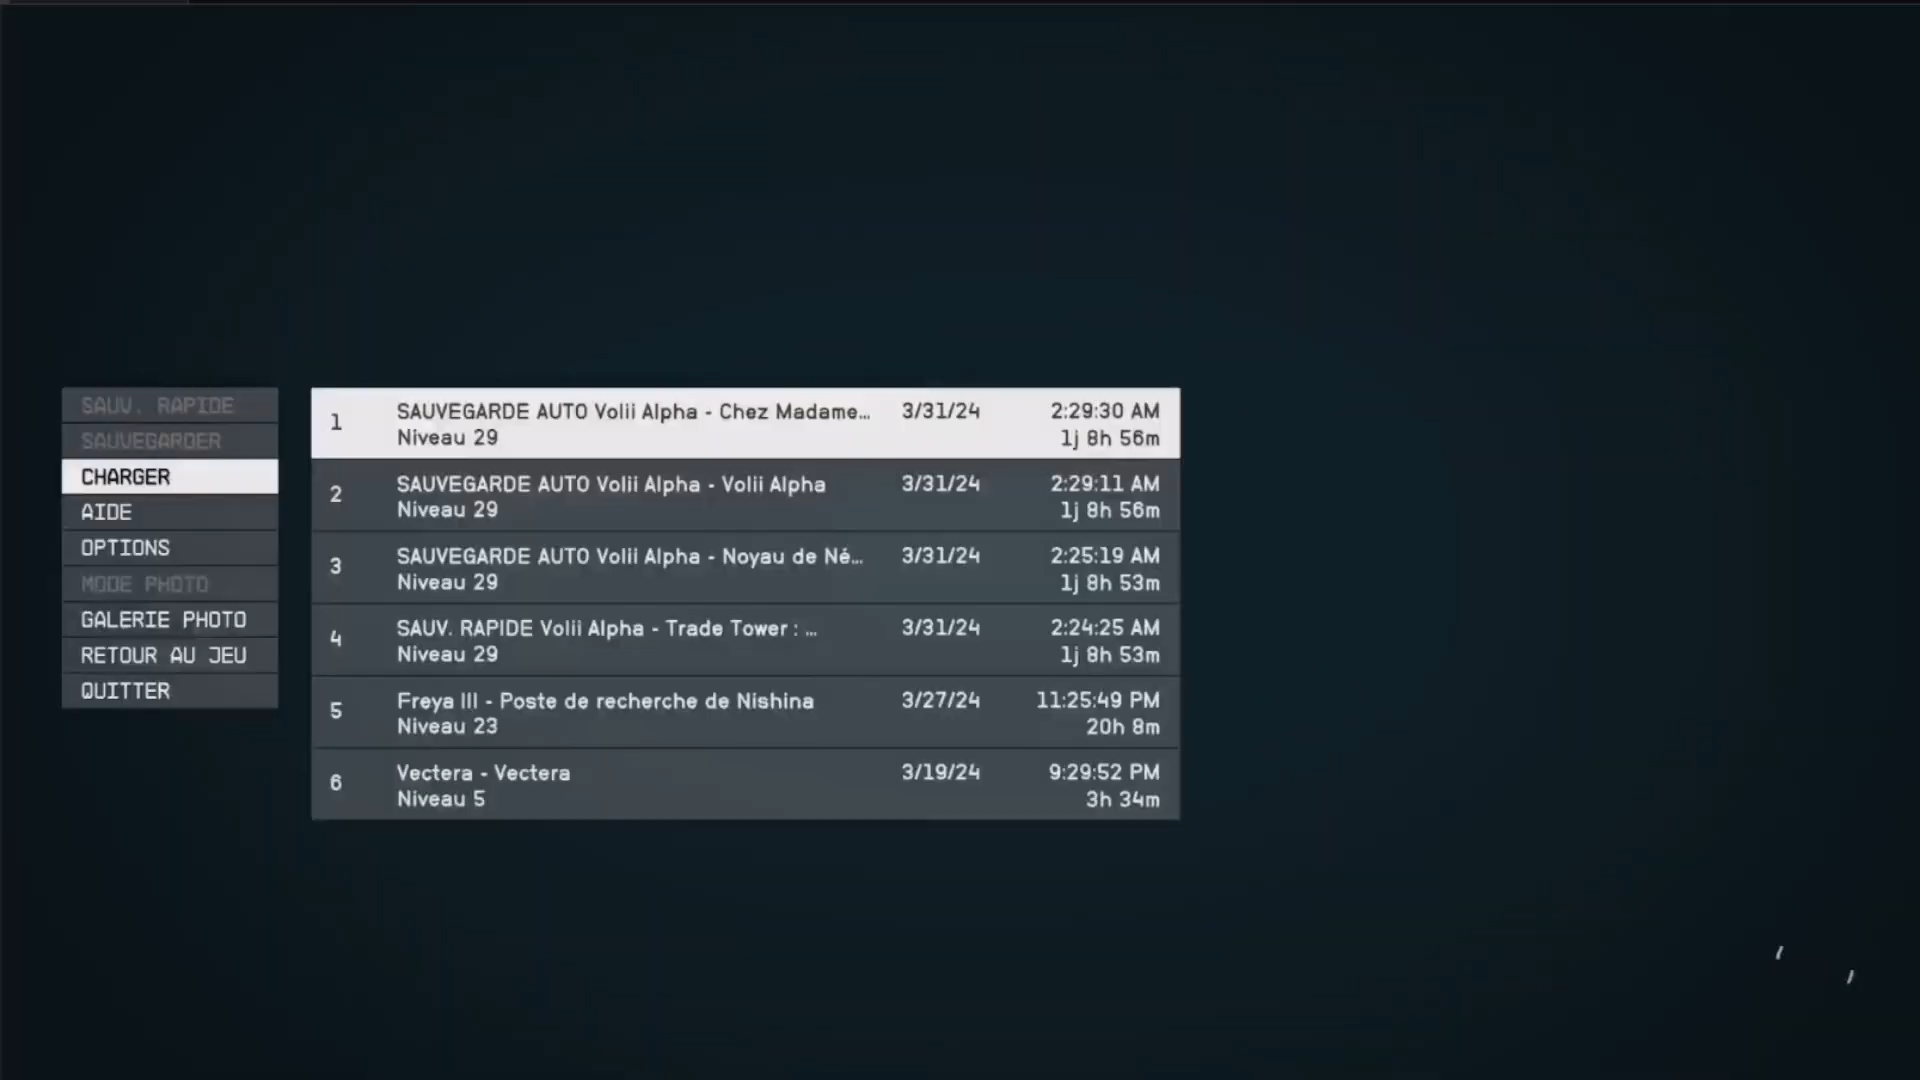 SAUV. RAPIDE
SAUVEGARDER
CHARGER
AIDE
OPTIONS
MODE PHOTO
GALERIE PHOTO
RETOUR AU JEU
QUITTER
1 SAUVEGARDE AUTO Volii Alpha - Chez Madame... 3/31/24 2:29:30 AM
Niveau 29 1j 8h 56m
2 SAUVEGARDE AUTO Volii Alpha - Volii Alpha 3/31/24 2:29:11 AM
Niveau 29 1j 8h 56m
3 SAUVEGARDE AUTO Volii Alpha - Noyau de Né... 3/31/24 2:25:19 AM
Niveau 29 1j 8h 53m
4 SAUV. RAPIDE Volii Alpha - Trade Tower : ... 3/31/24 2:24:25 AM
Niveau 29 1j 8h 53m
5 Freya III - Poste de recherche de Nishina 3/27/24 11:25:49 PM
Niveau 23 20h 8m
6 Vectera - Vectera 3/19/24 9:29:52 PM
Niveau 5 3h 34m